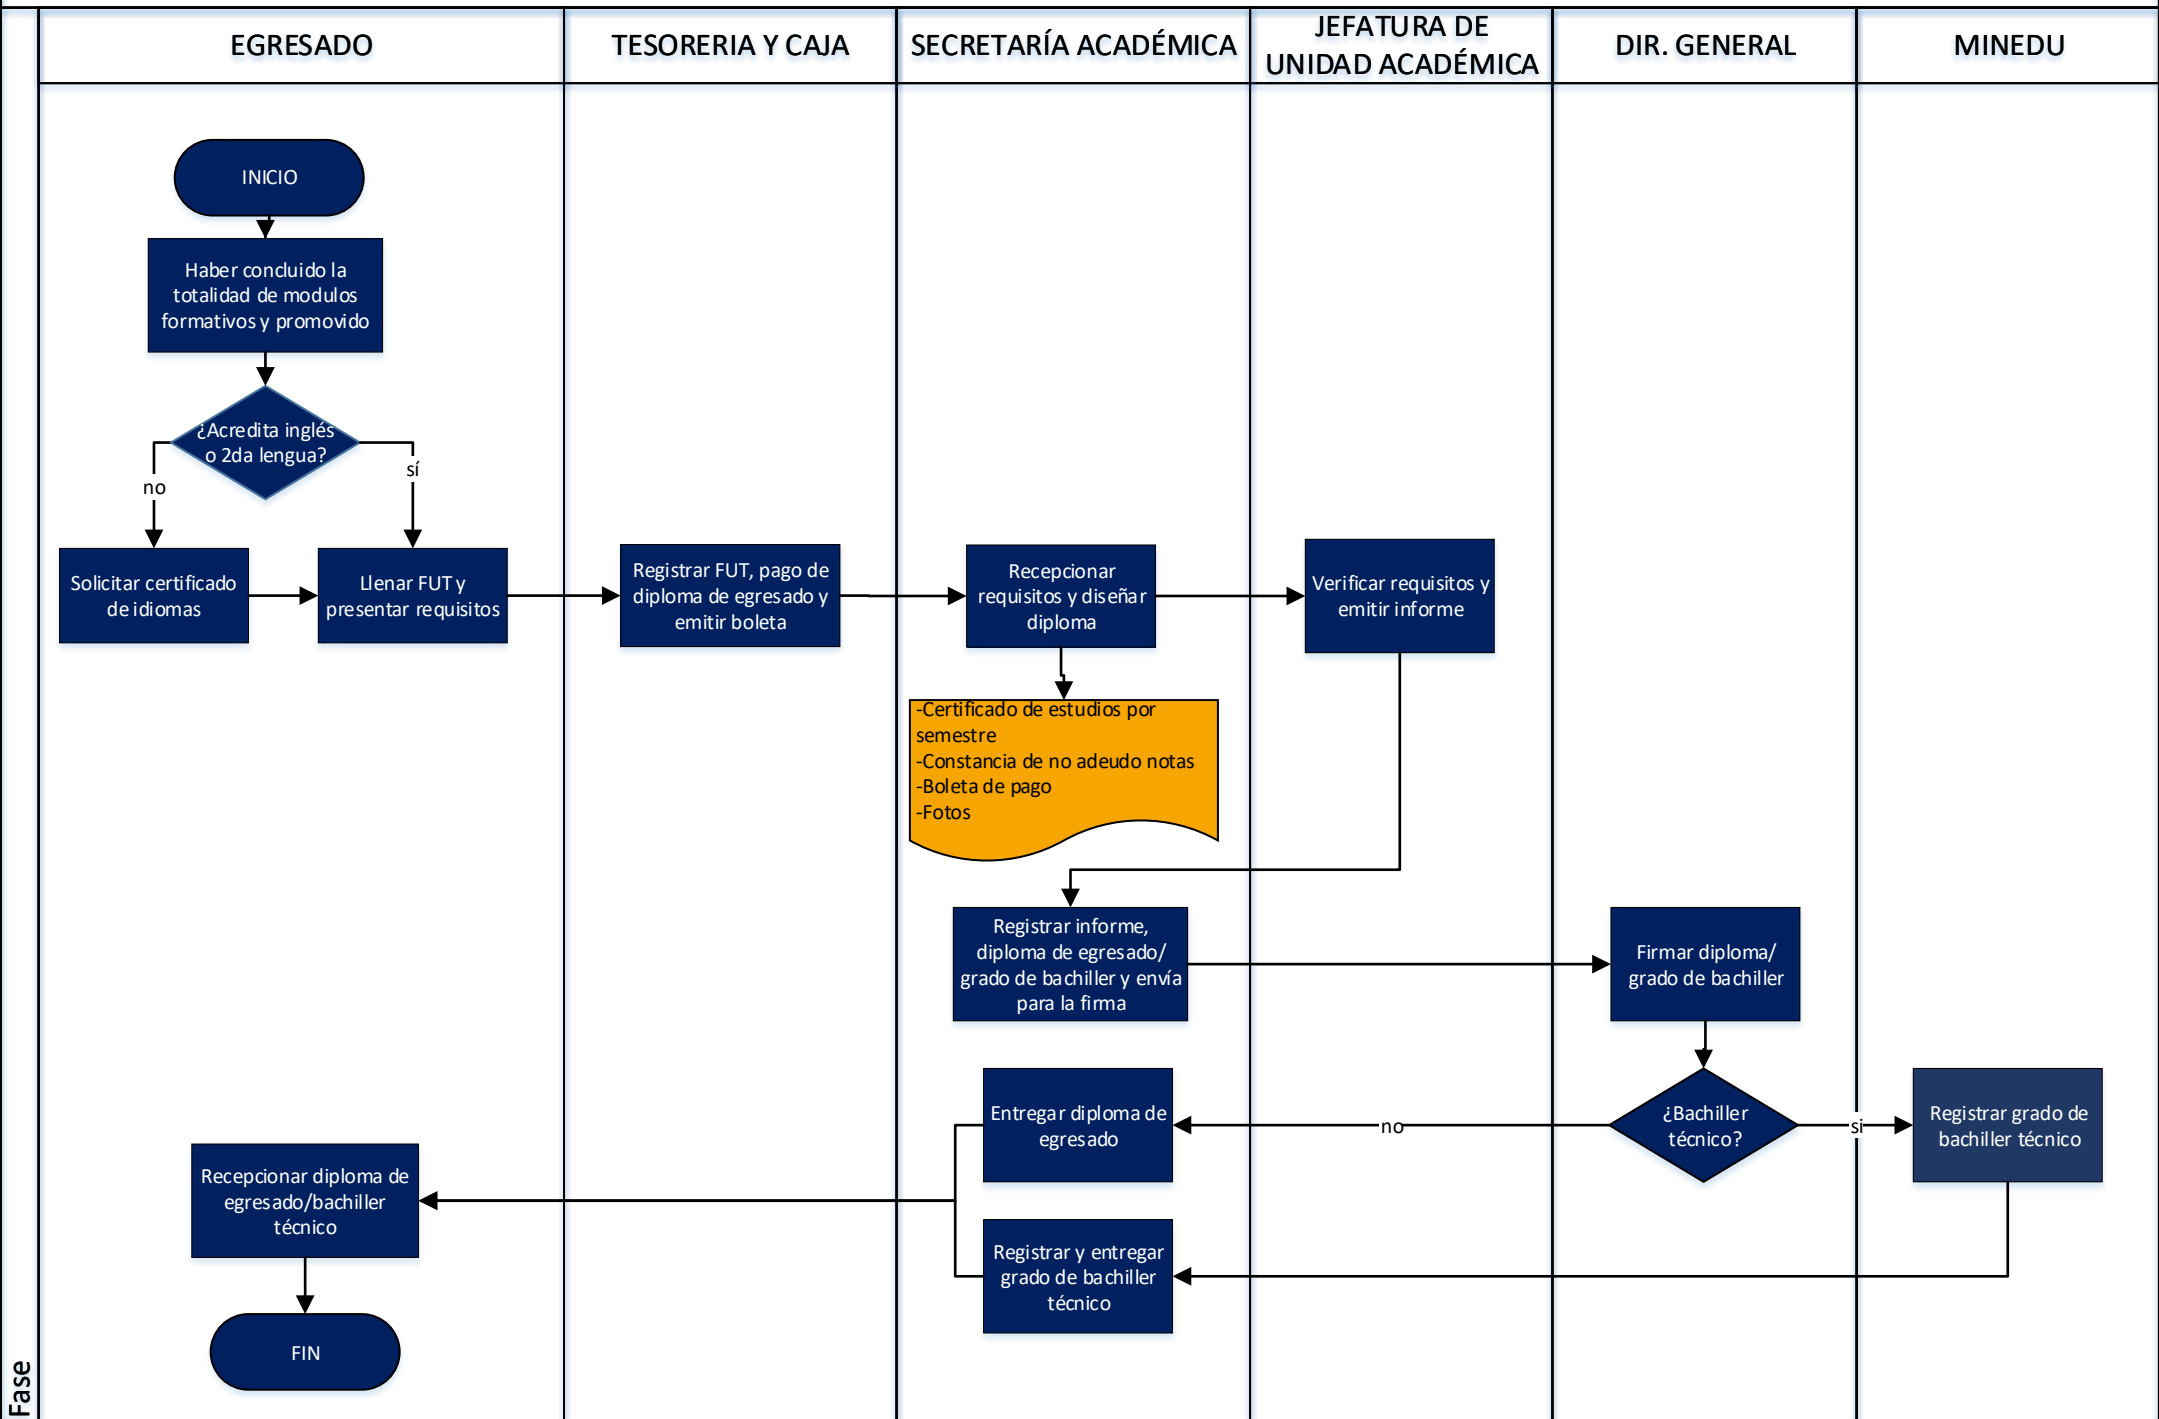 EGRESADO
TESORERIA Y CAJA
SECRETARÍA ACADÉMICA
JEFATURA DE
UNIDAD ACADÉMICA
DIR. GENERAL
MINEDU
INICIO
Haber concluido la
totalidad de modulos
formativos y promovido
¿Acredita inglés
o 2da lengua?
no
sí
Solicitar certificado
de idiomas
Llenar FUT y
presentar requisitos
Registrar FUT, pago de
diploma de egresado y
emitir boleta
Recepcionar
requisitos y diseñar
diploma
Verificar requisitos y
emitir informe
-Certificado de estudios por
semestre
-Constancia de no adeudo notas
-Boleta de pago
-Fotos
Registrar informe,
diploma de egresado/
grado de bachiller y envía
para la firma
Firmar diploma/
grado de bachiller
Entregar diploma de
egresado
no
¿Bachiller
técnico?
si
Registrar grado de
bachiller técnico
Recepcionar diploma de
egresado/bachiller
técnico
Registrar y entregar
grado de bachiller
técnico
FIN
Fase